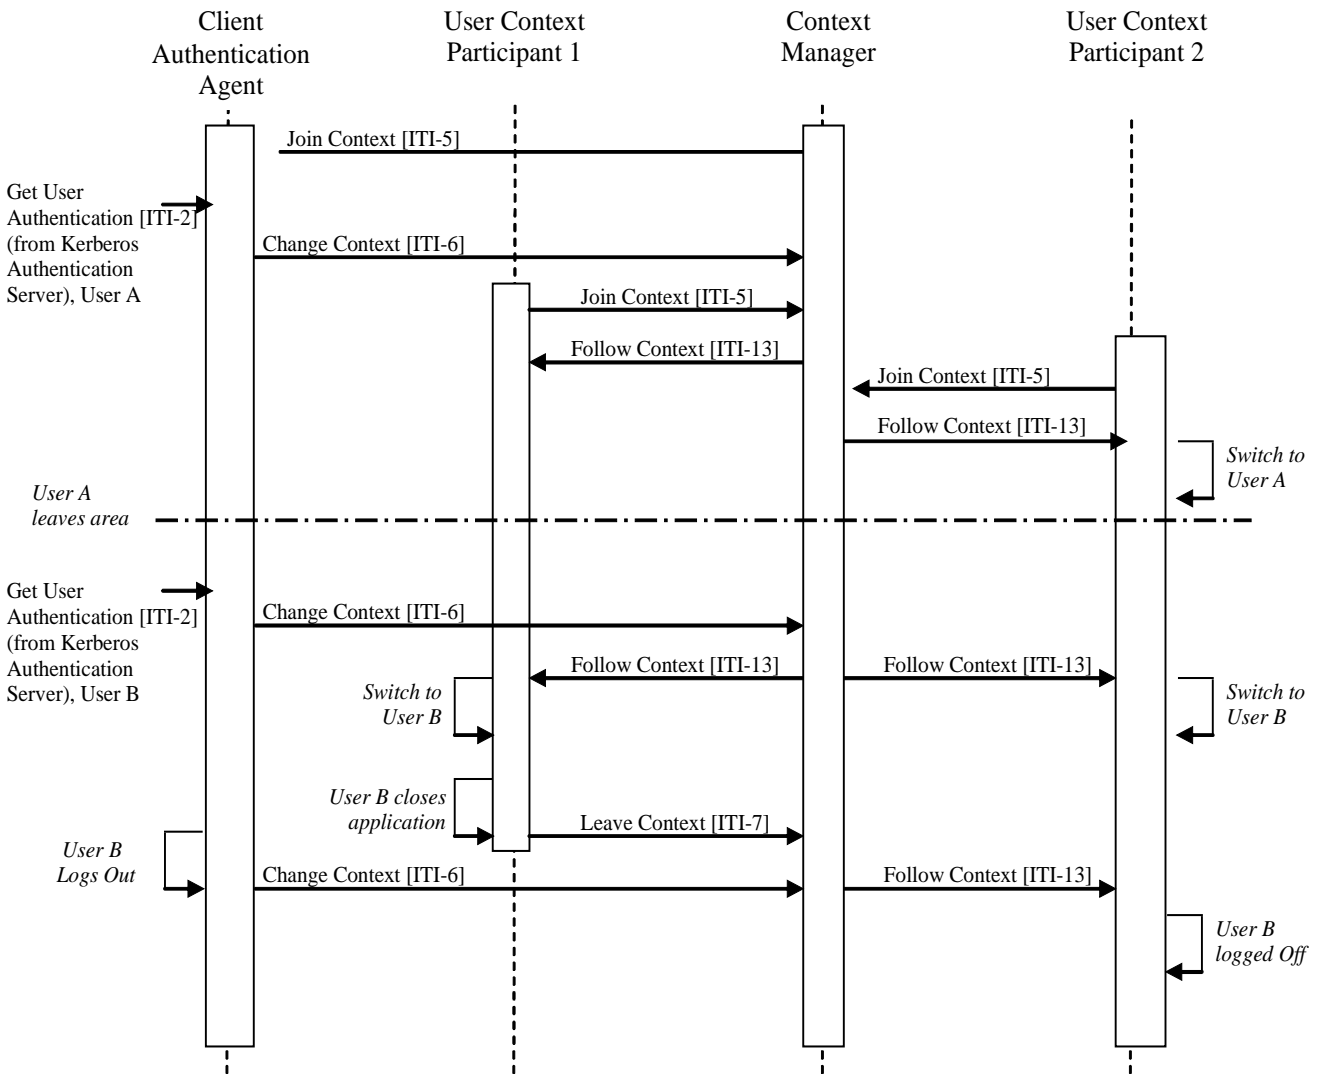 Client
Authentication
Agent
User Context
Participant 1
Context
Manager
User Context
Participant 2
Join Context [ITI-5]
Get User
Authentication [ITI-2]
(from Kerberos
Authentication
Server), User A
Change Context [ITI-6]
Join Context [ITI-5]
Follow Context [ITI-13]
Join Context [ITI-5]
Follow Context [ITI-13]
Switch to
User A
User A
leaves area
Get User
Authentication [ITI-2]
(from Kerberos
Authentication
Server), User B
Change Context [ITI-6]
Follow Context [ITI-13]
Follow Context [ITI-13]
Switch to
User B
Switch to
User B
User B closes
application
Leave Context [ITI-7]
User B
Logs Out
Change Context [ITI-6]
Follow Context [ITI-13]
User B
logged Off